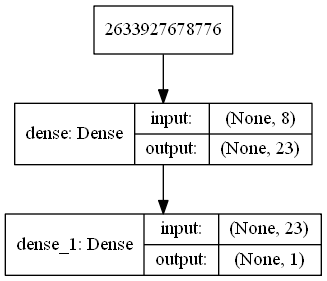 2633927678776
dense: Dense
input:
(None, 8)
output:
(None, 23)
dense_1: Dense
input:
(None, 23)
output:
(None, 1)